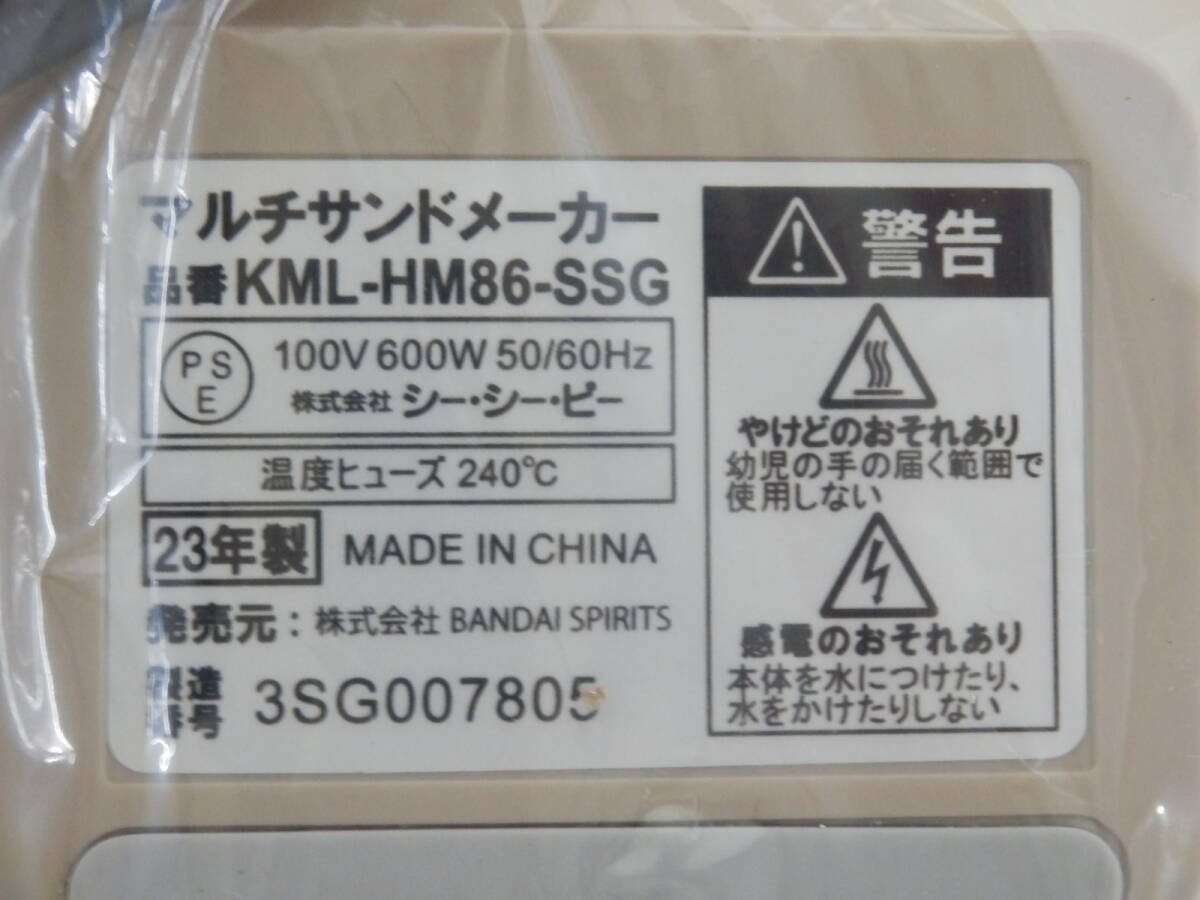 マルチサンドメーカー
品番 KML-HM86-SSG
PS
E
100V 600W 50/60Hz
株式会社 シー・シー・ピー
温度ヒューズ 240℃
23年製 MADE IN CHINA
発売元：株式会社 BANDAI SPIRITS
製造
番号 3SG007805
警告
やけどのおそれあり
幼児の手の届く範囲で
使用しない
感電のおそれあり
本体を水につけたり、
水をかけたりしない